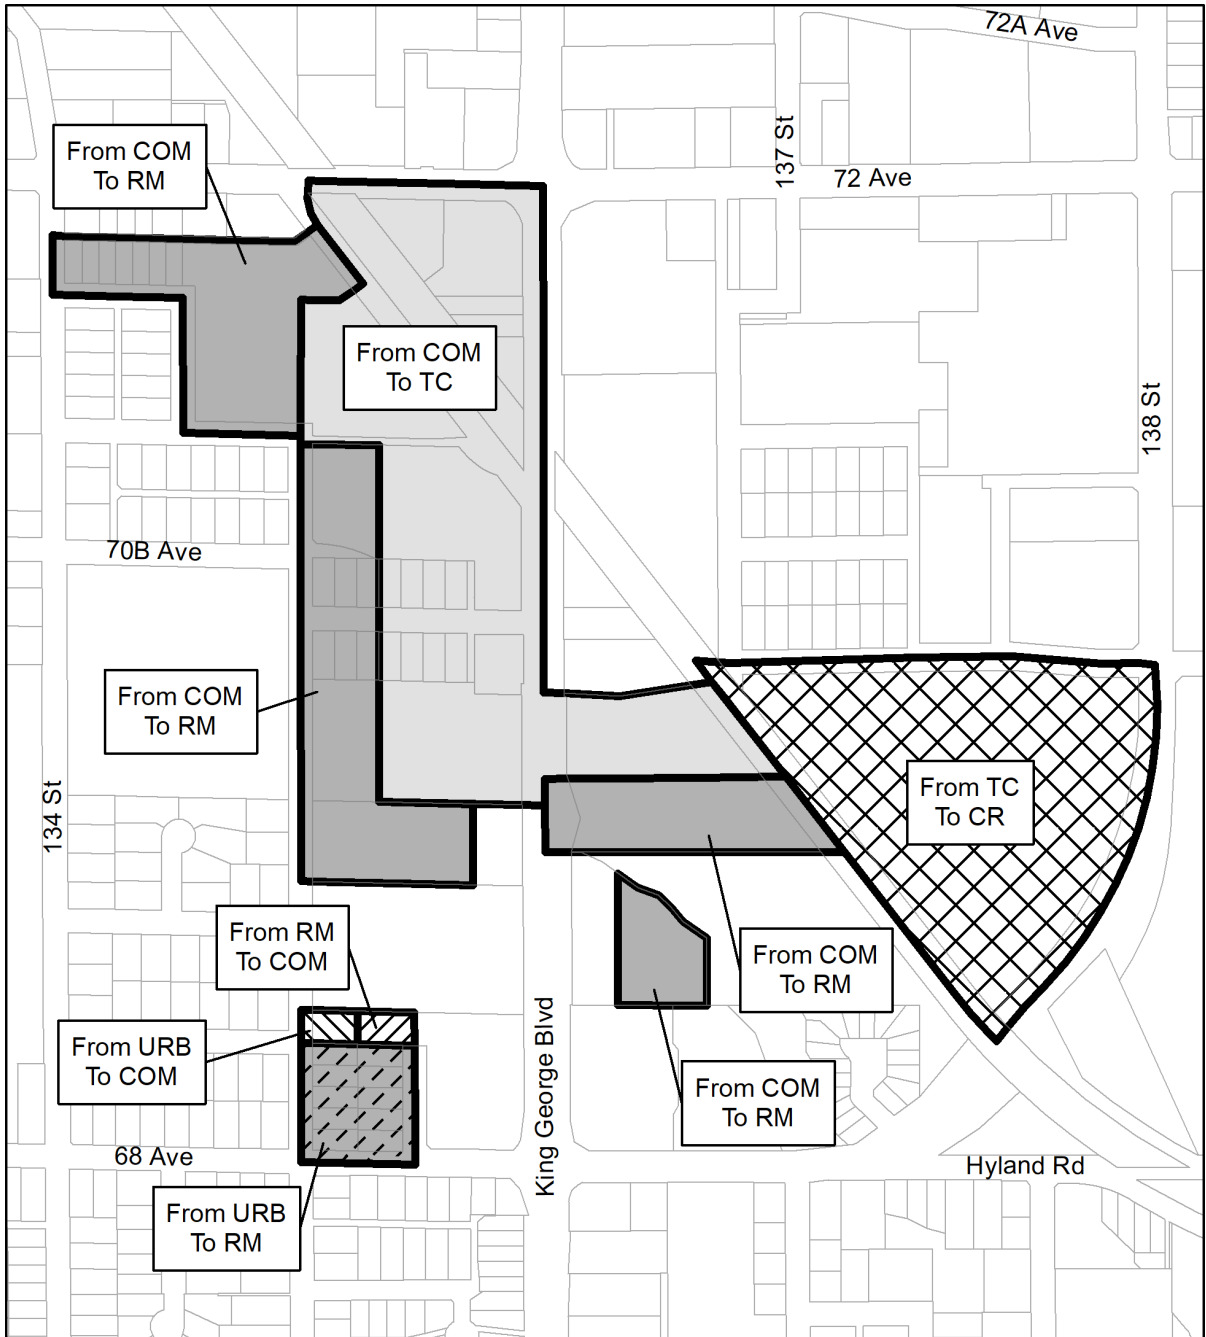 72A Ave
From COM
To RM
137 St
72 Ave
From COM
To TC
138 St
70B Ave
From COM
To RM
From TC
To CR
134 St
From RM
To COM
From COM
To RM
From URB
To COM
King George Blvd
From COM
To RM
68 Ave
Hyland Rd
From URB
To RM